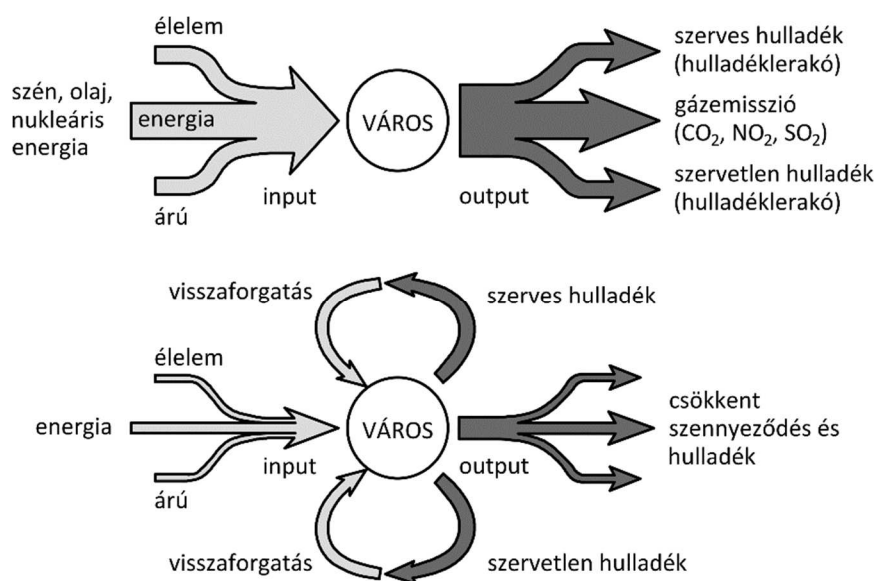 élelem
szén, olaj,
nukleáris
energia
energia
árú
input
VÁROS
output
szerves hulladék
(hulladéklerakó)
gázemisszió
(CO₂, NO₂, SO₂)
szervetlen hulladék
(hulladéklerakó)
visszaforgatás
szerves hulladék
élelem
energia
árú
input
VÁROS
output
csökkent
szennyeződés és
hulladék
visszaforgatás
szervetlen hulladék